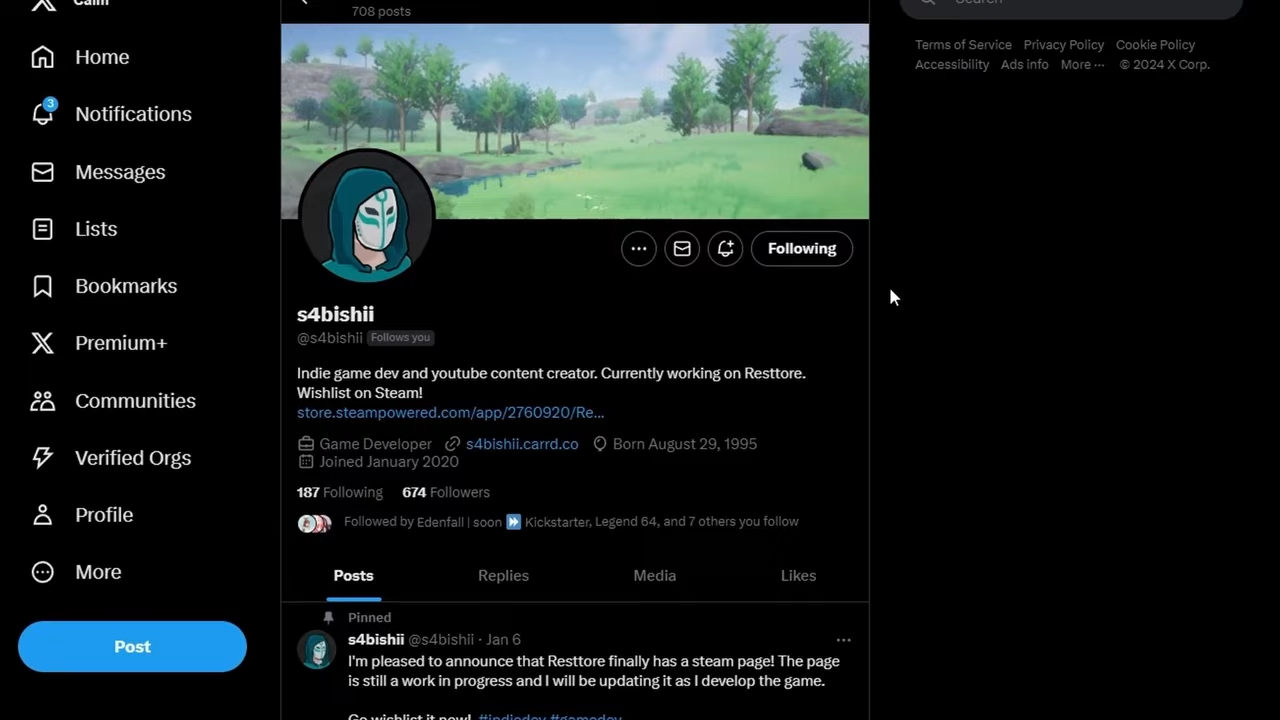 Calm
Home
3
Notifications
Messages
Lists
Bookmarks
Premium+
Communities
Verified Orgs
Profile
More
Post
708 posts
Following
s4bishii
@s4bishii Follows you
Indie game dev and youtube content creator. Currently working on Resttore.
Wishlist on Steam!
store.steampowered.com/app/2760920/Re...
Game Developer s4bishii.carrd.co Born August 29, 1995
Joined January 2020
187 Following 674 Followers
Followed by Edenfall | soon ⏩ Kickstarter, Legend 64, and 7 others you follow
Posts Replies Media Likes
Pinned
s4bishii @s4bishii · Jan 6
I'm pleased to announce that Resttore finally has a steam page! The page
is still a work in progress and I will be updating it as I develop the game.
Go wishlist it now! #indiedev #gamedev
Search
Terms of Service Privacy Policy Cookie Policy
Accessibility Ads info More ··· © 2024 X Corp.